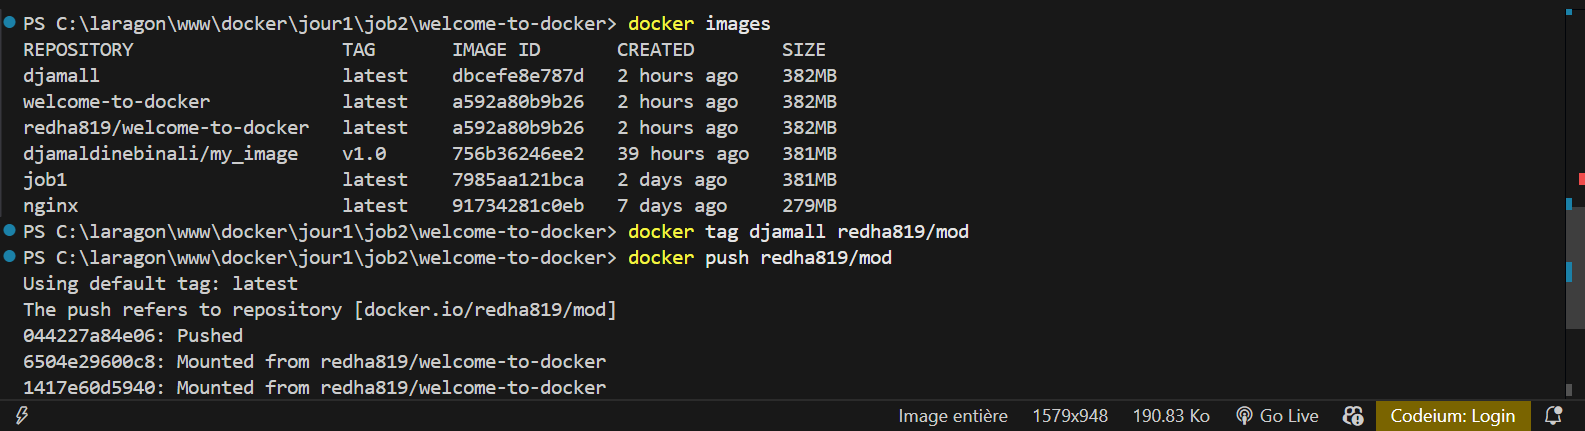 PS C:\laragon\www\docker\jour1\job2\welcome-to-docker> docker images
REPOSITORY TAG IMAGE ID CREATED SIZE
djamall latest dbcefe8e787d 2 hours ago 382MB
welcome-to-docker latest a592a80b9b26 2 hours ago 382MB
redha819/welcome-to-docker latest a592a80b9b26 2 hours ago 382MB
djamaldinebinali/my_image v1.0 756b36246ee2 39 hours ago 381MB
job1 latest 7985aa121bca 2 days ago 381MB
nginx latest 91734281c0eb 7 days ago 279MB
PS C:\laragon\www\docker\jour1\job2\welcome-to-docker> docker tag djamall redha819/mod
PS C:\laragon\www\docker\jour1\job2\welcome-to-docker> docker push redha819/mod
Using default tag: latest
The push refers to repository [docker.io/redha819/mod]
044227a84e06: Pushed
6504e29600c8: Mounted from redha819/welcome-to-docker
1417e60d5940: Mounted from redha819/welcome-to-docker
Image entière 1579x948 190.83 Ko Go Live Codeium: Login